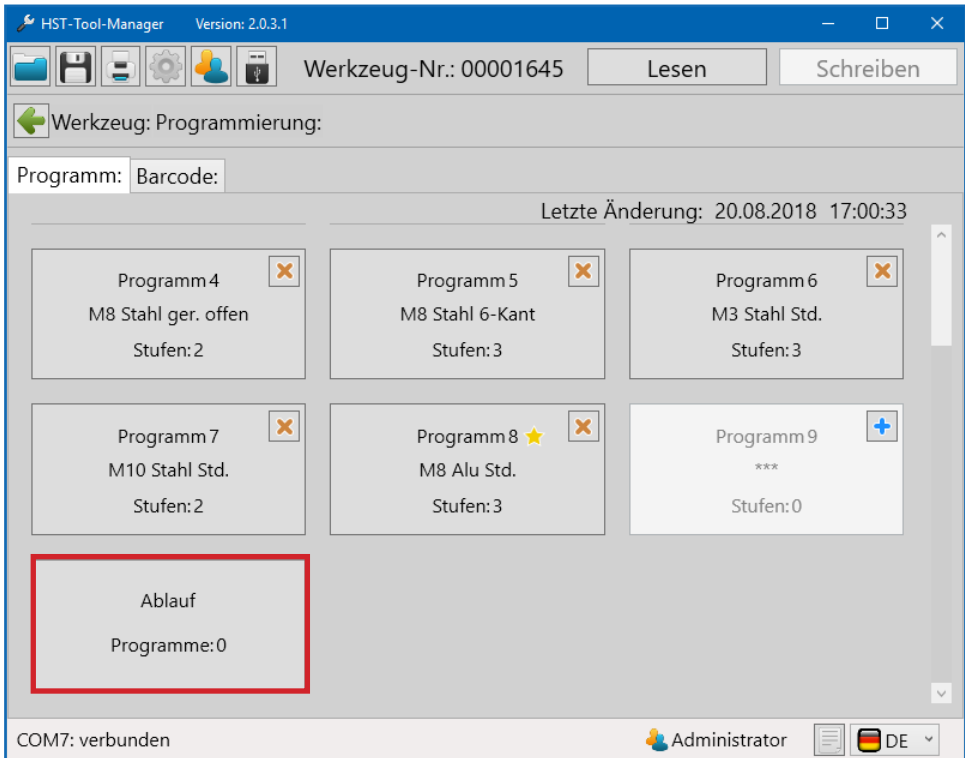 HST-Tool-Manager Version: 2.0.3.1
Werkzeug-Nr.: 00001645 Lesen Schreiben
Werkzeug: Programmierung:
Programm: Barcode:
Letzte Änderung: 20.08.2018 17:00:33
Programm 4
M8 Stahl ger. offen
Stufen: 2
Programm 5
M8 Stahl 6-Kant
Stufen: 3
Programm 6
M3 Stahl Std.
Stufen: 3
Programm 7
M10 Stahl Std.
Stufen: 2
Programm 8
M8 Alu Std.
Stufen: 3
Programm 9
***
Stufen: 0
Ablauf
Programme: 0
COM7: verbunden Administrator DE